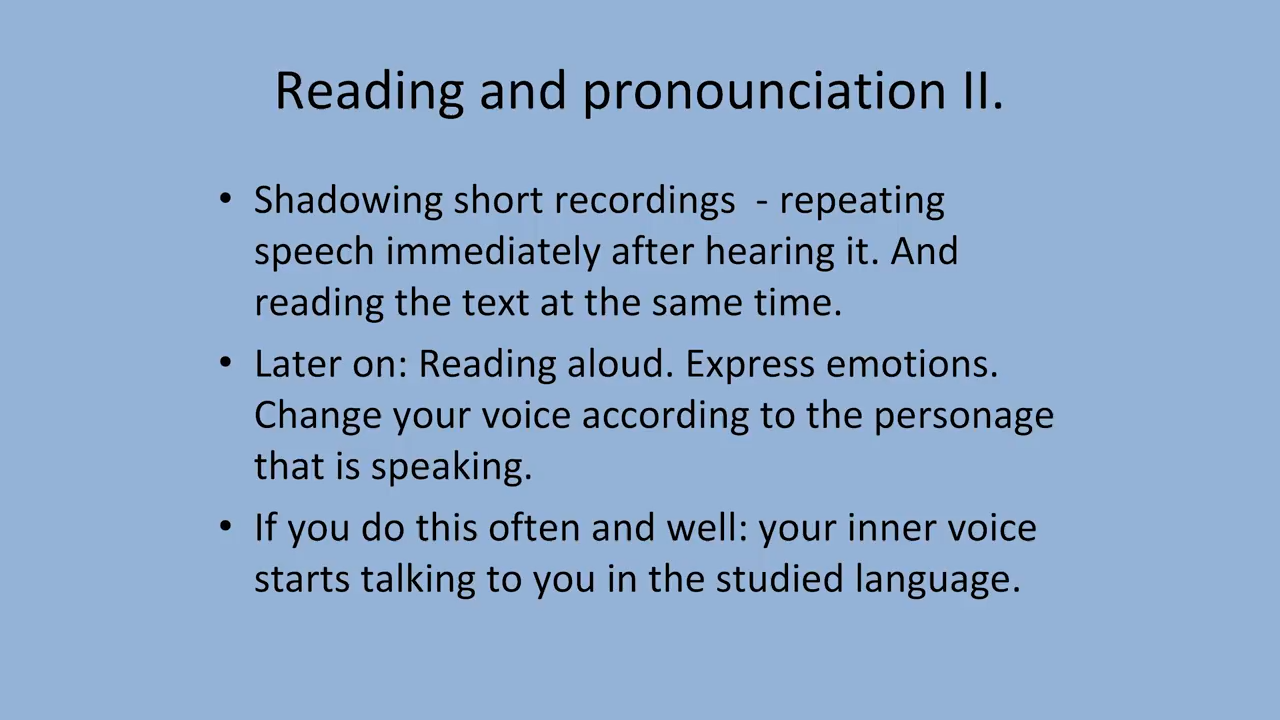 Reading and pronounciation II.
• Shadowing short recordings  - repeating
speech immediately after hearing it. And
reading the text at the same time.
• Later on: Reading aloud. Express emotions.
Change your voice according to the personage
that is speaking.
• If you do this often and well: your inner voice
starts talking to you in the studied language.